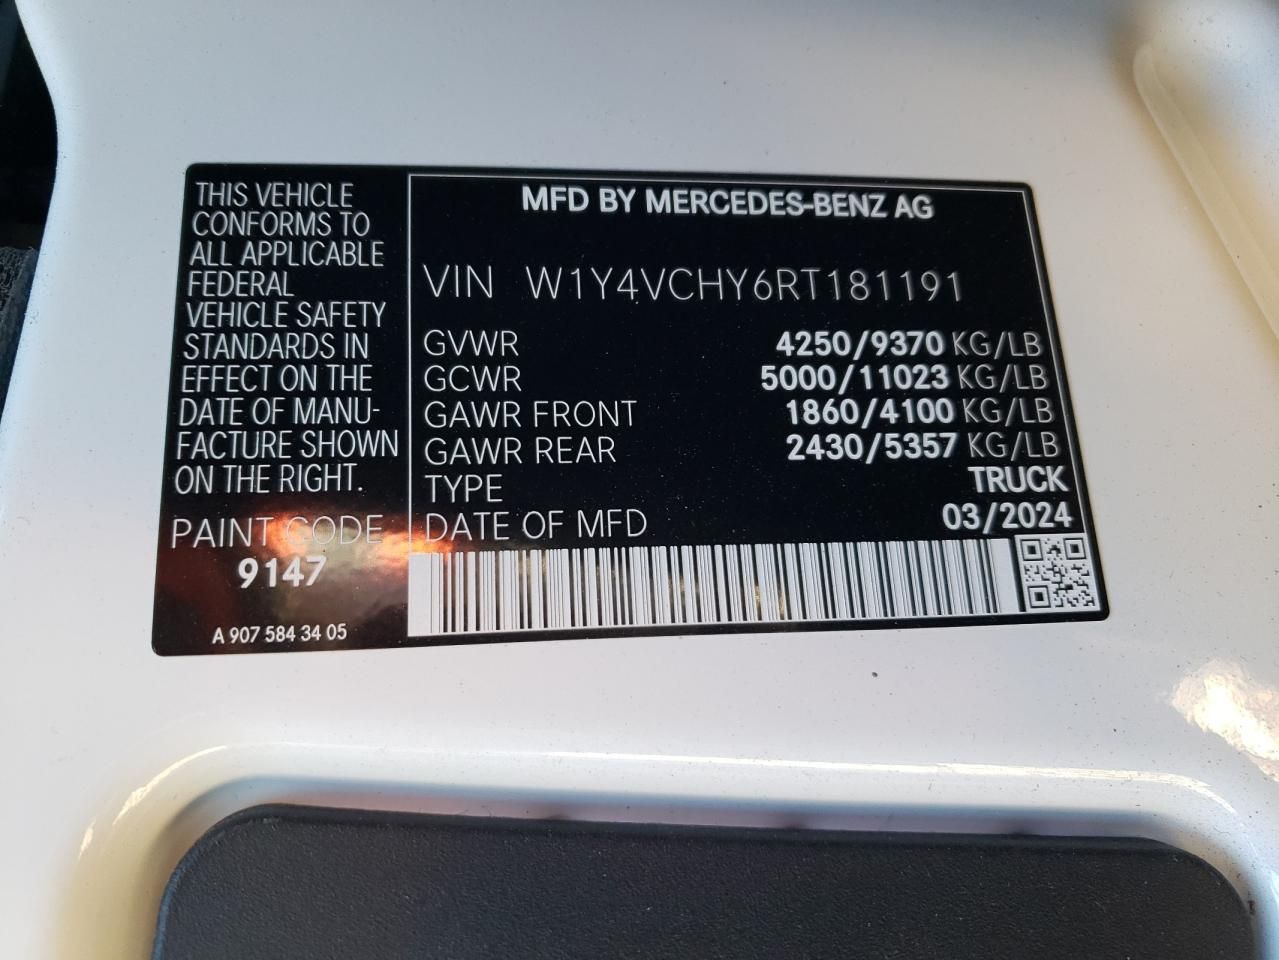 THIS VEHICLE
CONFORMS TO
ALL APPLICABLE
FEDERAL
VEHICLE SAFETY
STANDARDS IN
EFFECT ON THE
DATE OF MANU-
FACTURE SHOWN
ON THE RIGHT.
PAINT CODE
9147
A 907 584 34 05
MFD BY MERCEDES-BENZ AG
VIN W1Y4VCHY6RT181191
GVWR 4250/9370 KG/LB
GCWR 5000/11023 KG/LB
GAWR FRONT 1860/4100 KG/LB
GAWR REAR 2430/5357 KG/LB
TYPE TRUCK
DATE OF MFD 03/2024